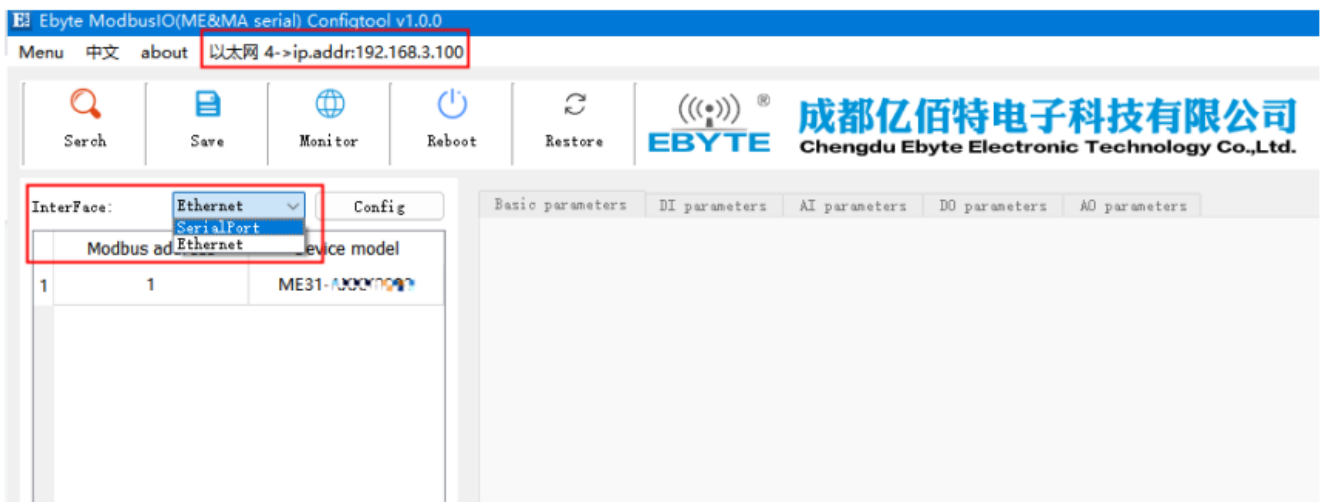 Ebyte ModbusIO(ME&MA serial) Configtool v1.0.0
Menu 中文 about 以太网 4->ip.addr:192.168.3.100
Serch Save Monitor Reboot Restore
(((•))) ®
EBYTE
成都亿佰特电子科技有限公司
Chengdu Ebyte Electronic Technology Co.,Ltd.
InterFace: Ethernet Config
SerialPort
Ethernet
Basic parameters DI parameters AI parameters DO parameters AO parameters
Modbus model
1 1 ME31-